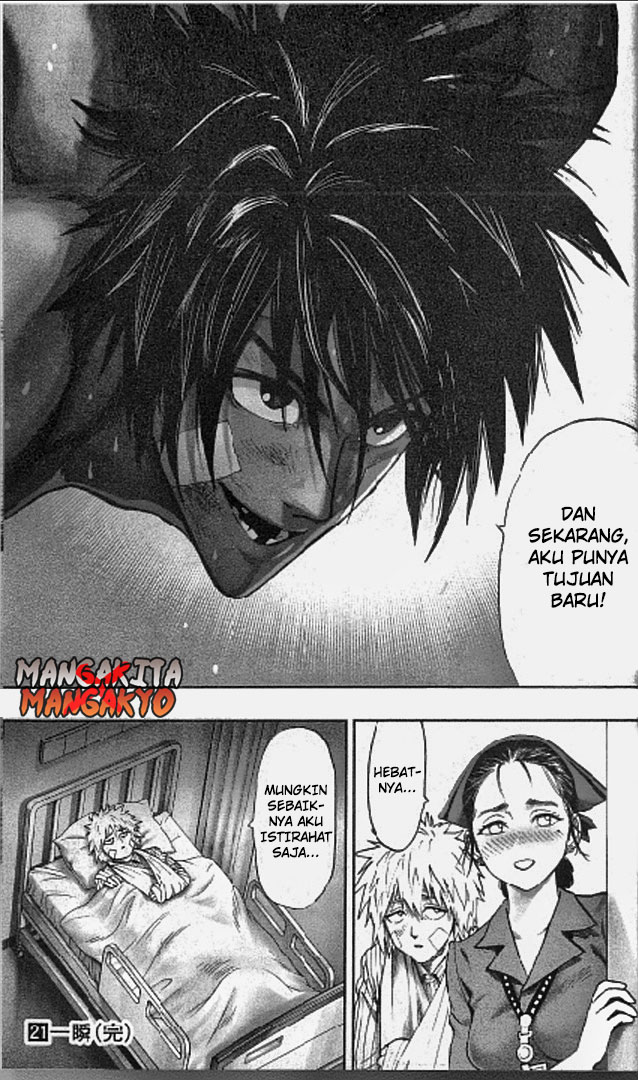 DAN
SEKARANG,
AKU PUNYA
TUJUAN
BARU!
MANGAKITA
MANGAKYO
HEBAT-
NYA...
MUNGKIN
SEBAIK-
NYA AKU
ISTIRAHAT
SAJA...
21一瞬(完)